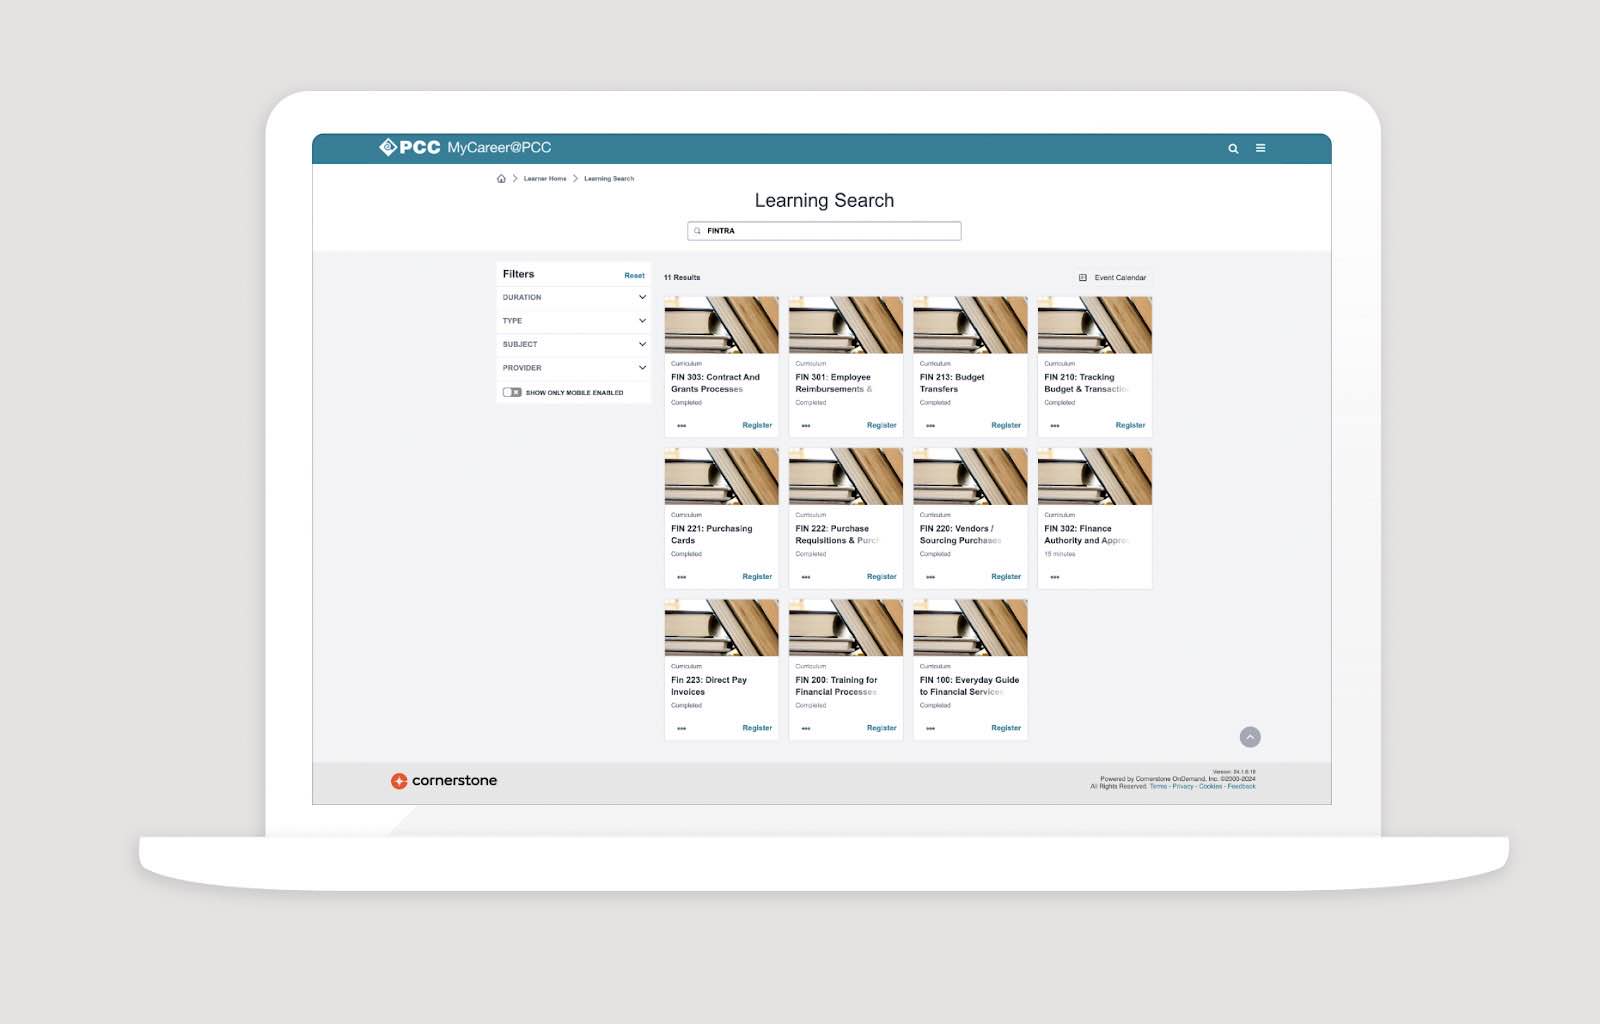 PCC MyCareer@PCC
Learner Home
Learning Search
Learning Search
FINTRA
Filters
Reset
DURATION
TYPE
SUBJECT
PROVIDER
SHOW ONLY MOBILE ENABLED
11 Results
Event Calendar
Curriculum
FIN 303: Contract And
Grants Processes
Completed
Register
Curriculum
FIN 301: Employee
Reimbursements &
Completed
Register
Curriculum
FIN 213: Budget
Transfers
Completed
Register
Curriculum
FIN 210: Tracking
Budget & Transactio
Completed
Register
Curriculum
FIN 221: Purchasing
Cards
Completed
Register
Curriculum
FIN 222: Purchase
Requisitions & Purch
Completed
Register
Curriculum
FIN 220: Vendors /
Sourcing Purchases
Completed
Register
Curriculum
FIN 302: Finance
Authority and Approv
15 minutes
Curriculum
Fin 223: Direct Pay
Invoices
Completed
Register
Curriculum
FIN 200: Training for
Financial Processes
Completed
Register
Curriculum
FIN 100: Everyday Guide
to Financial Services
Completed
Register
cornerstone
Version: 24.1.6.18
Powered by Cornerstone OnDemand, Inc. ©2000-2024
All Rights Reserved. Terms - Privacy - Cookies - Feedback